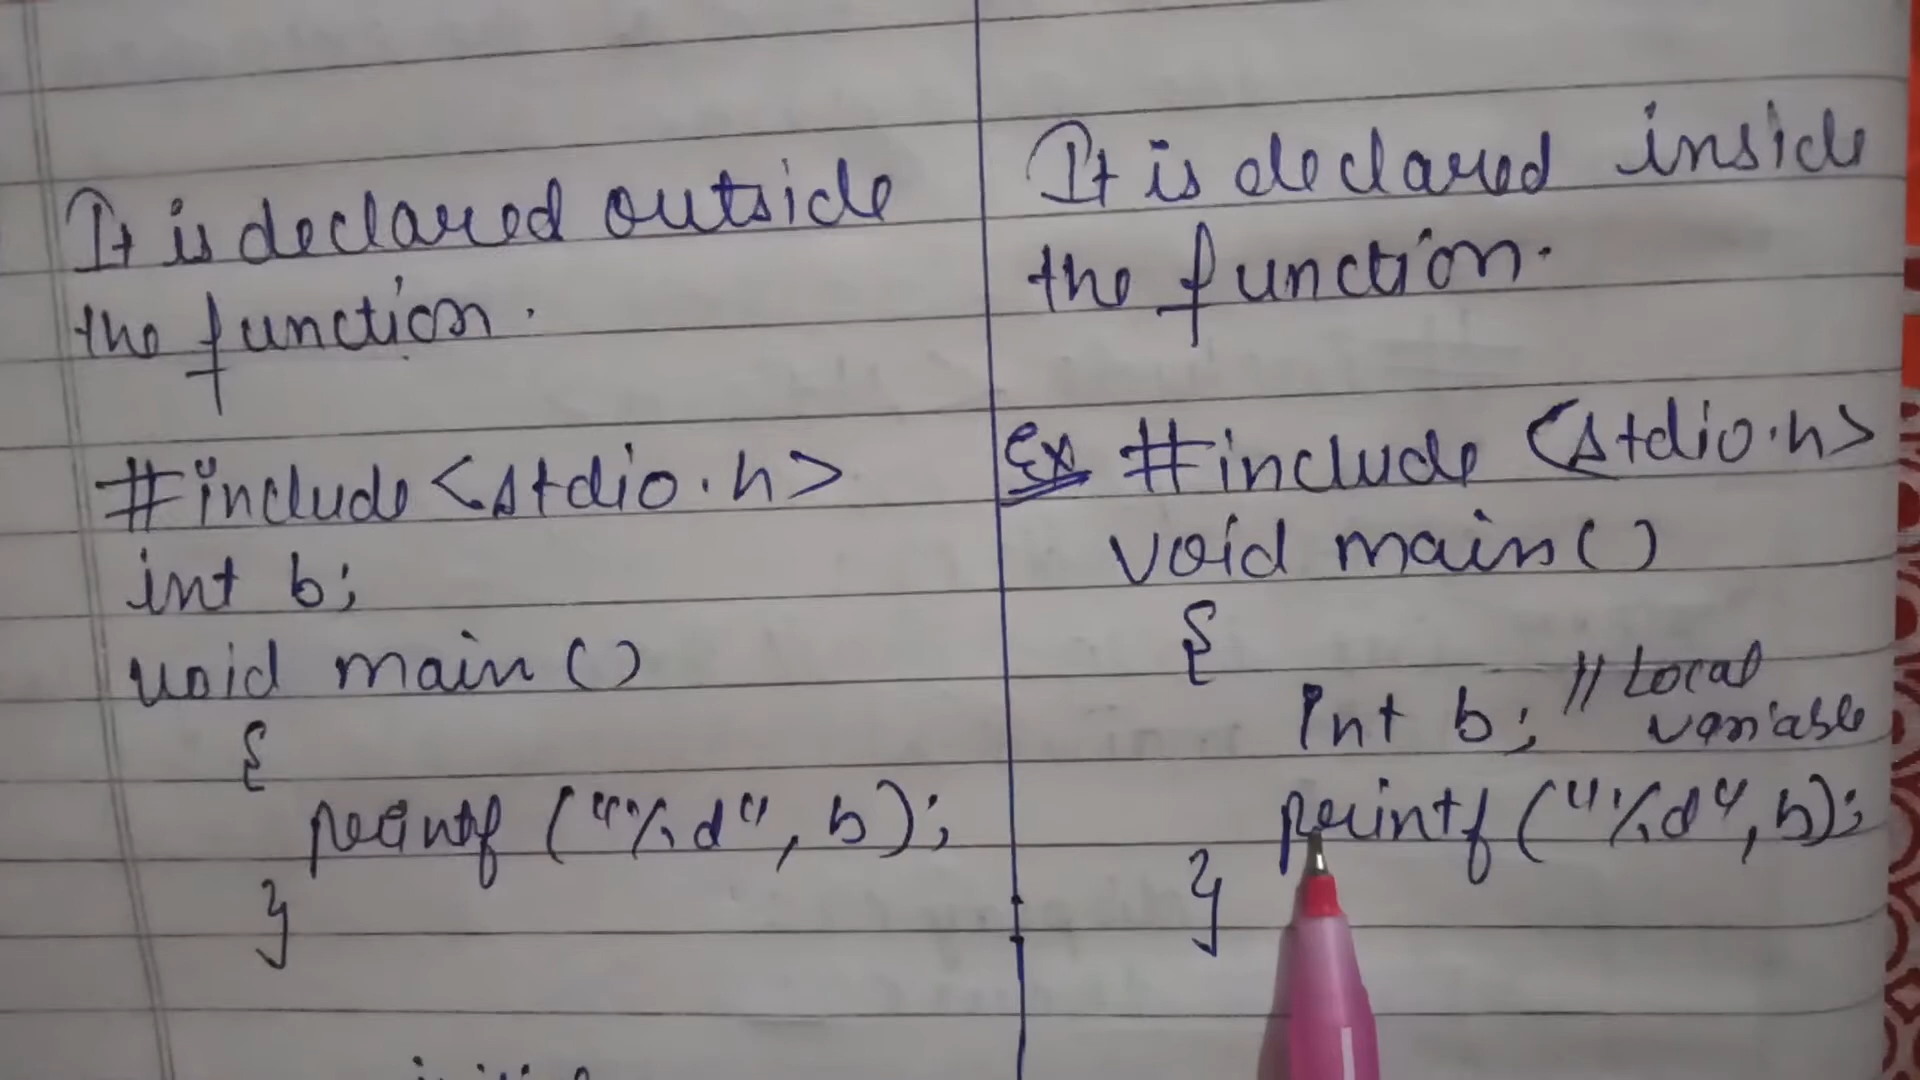 It is declared outside
the function.
#include <stdio.h>
int b;
void main()
{
printf ("%d", b);
}
It is declared inside
the function.
Ex #include <stdio.h>
void main()
{
int b; // Local
variable
printf ("%d", b);
}